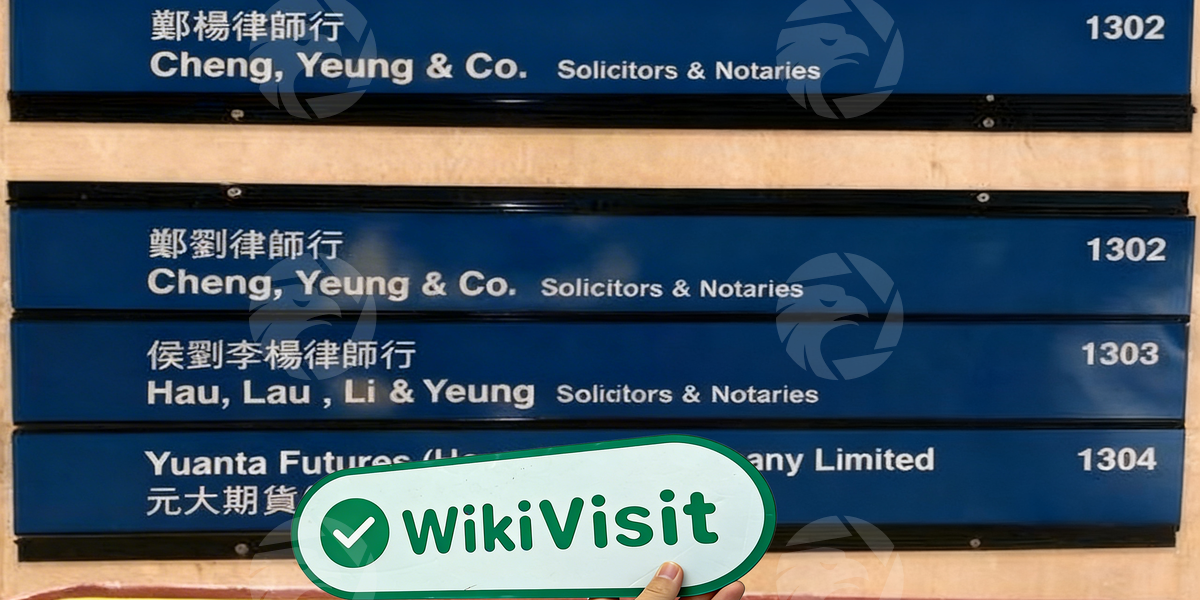 鄭楊律師行 1302
Cheng, Yeung & Co. Solicitors & Notaries
鄭劉律師行 1302
Cheng, Yeung & Co. Solicitors & Notaries
侯劉李楊律師行 1303
Hau, Lau , Li & Yeung Solicitors & Notaries
Yuanta Futures any Limited 1304
元大期貨
WikiVisit